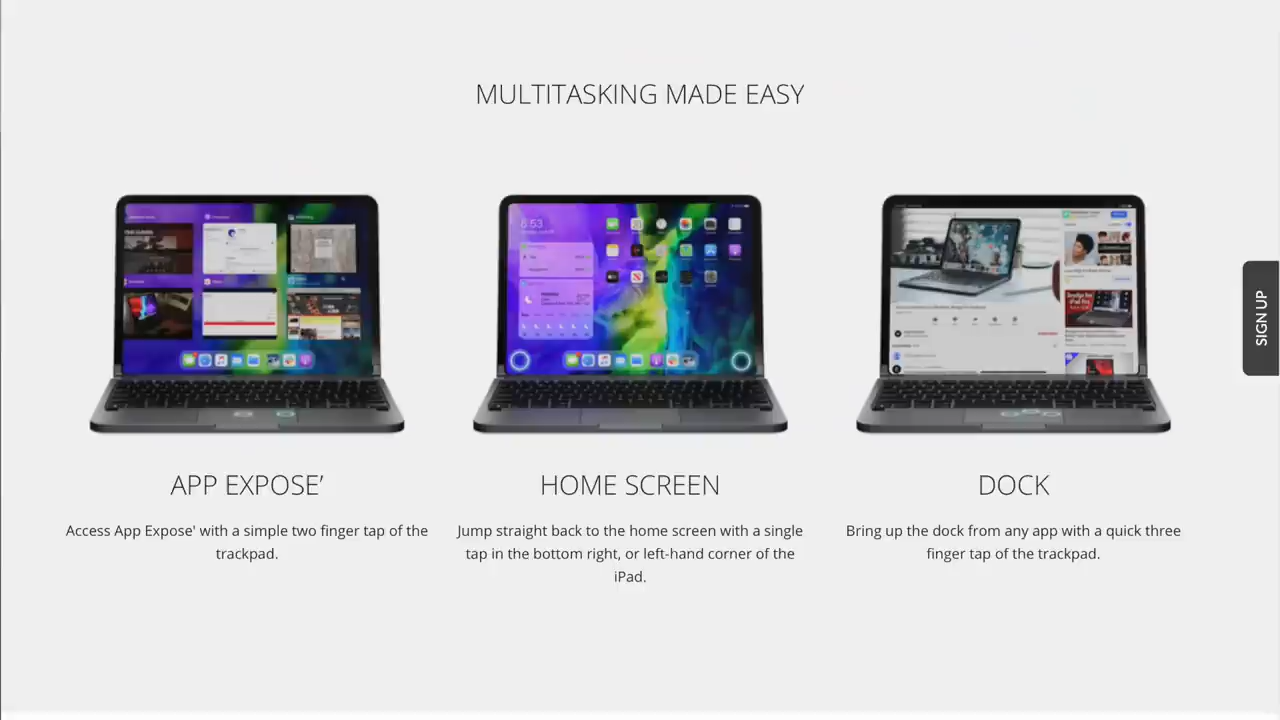 MULTITASKING MADE EASY
6:53
SIGN UP
APP EXPOSE’
Access App Expose' with a simple two finger tap of the
trackpad.
HOME SCREEN
Jump straight back to the home screen with a single
tap in the bottom right, or left-hand corner of the
iPad.
DOCK
Bring up the dock from any app with a quick three
finger tap of the trackpad.